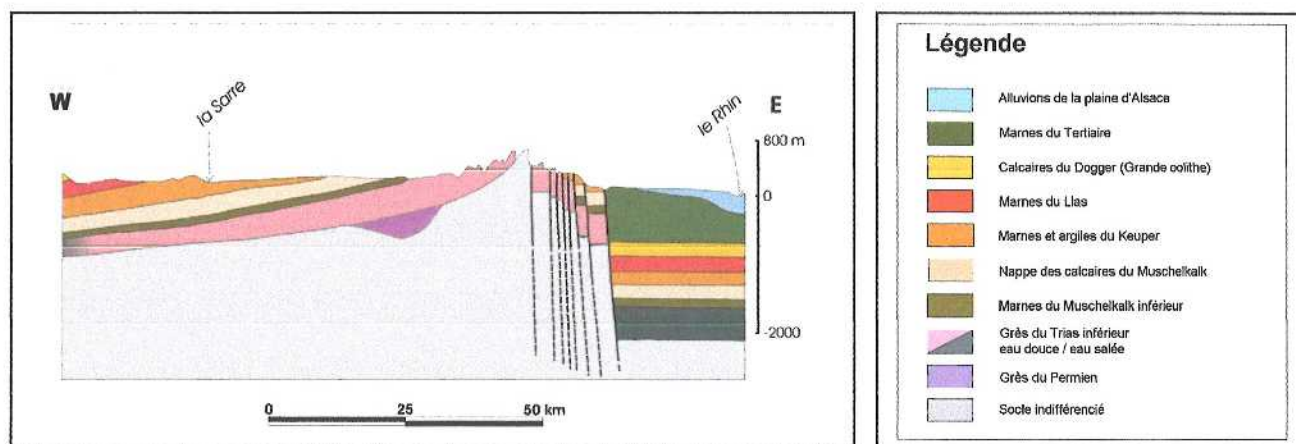 W
la Sarre
E
le Rhin
800 m
0
-2000
0 25 50 km
Légende
Alluvions de la plaine d'Alsace
Marnes du Tertiaire
Calcaires du Dogger (Grande oolïthe)
Marnes du Lias
Marnes et argiles du Keuper
Nappe des calcaires du Muschelkalk
Marnes du Muschelkalk inférieur
Grès du Trias inférieur
eau douce / eau salée
Grès du Permien
Socle indifférencié